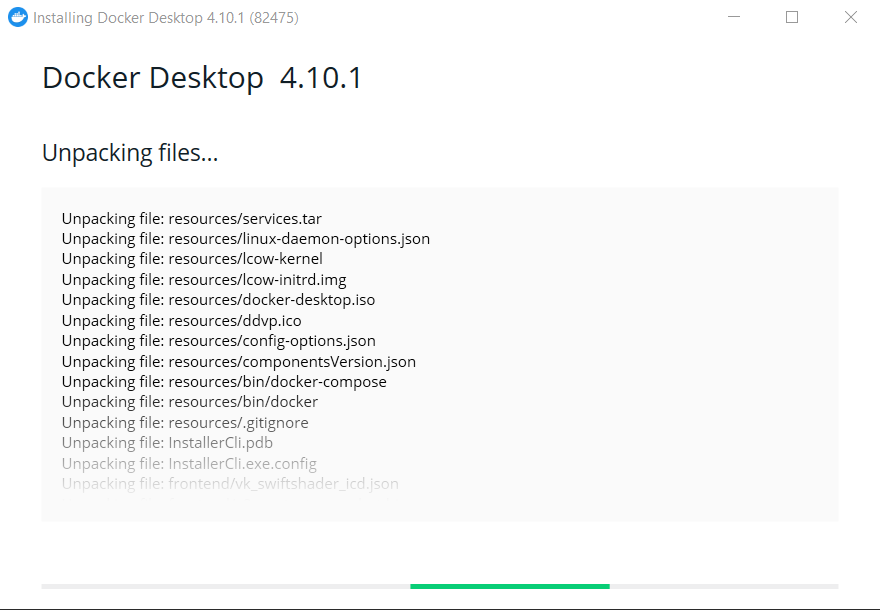 Installing Docker Desktop 4.10.1 (82475)
Docker Desktop 4.10.1
Unpacking files...
Unpacking file: resources/services.tar
Unpacking file: resources/linux-daemon-options.json
Unpacking file: resources/lcow-kernel
Unpacking file: resources/lcow-initrd.img
Unpacking file: resources/docker-desktop.iso
Unpacking file: resources/ddvp.ico
Unpacking file: resources/config-options.json
Unpacking file: resources/componentsVersion.json
Unpacking file: resources/bin/docker-compose
Unpacking file: resources/bin/docker
Unpacking file: resources/.gitignore
Unpacking file: InstallerCli.pdb
Unpacking file: InstallerCli.exe.config
Unpacking file: frontend/vk_swiftshader_icd.json